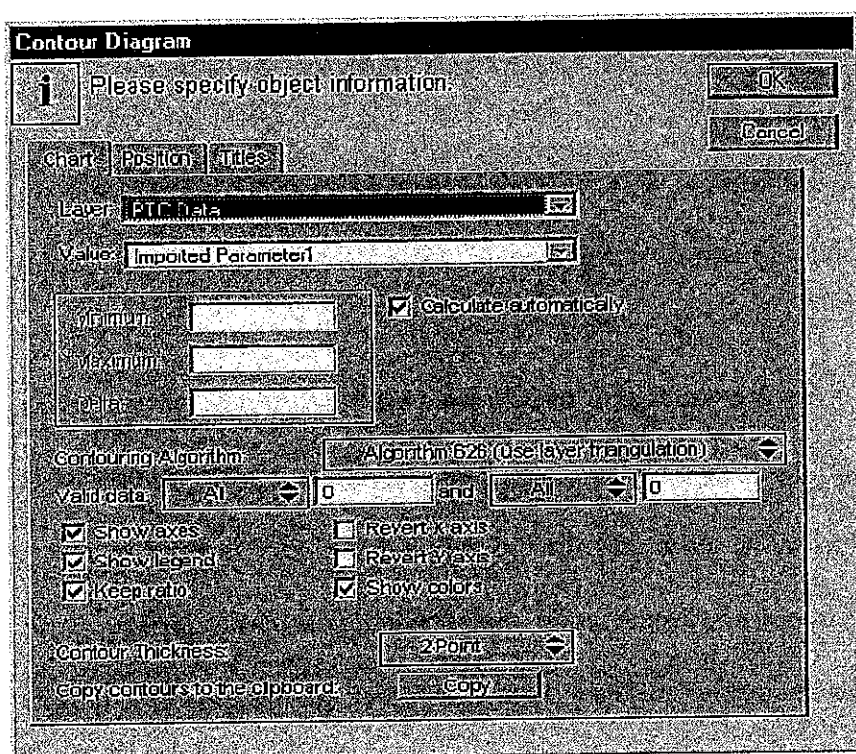 Contour Diagram
i Please specify object information:
OK
Cancel
Chart Position Titles
Layer: PTC Data
Value: Imported Parameter1
Minimum:
Calculate automatically
Maximum:
Delta:
Contouring Algorithm: Algorithm 626 (use layer triangulation)
Valid data: All 0 and All 0
Show axes Revert X axis
Show legend Revert Y axis
Keep ratio Show colors
Contour Thickness: 2 Point
Copy contours to the clipboard: Copy